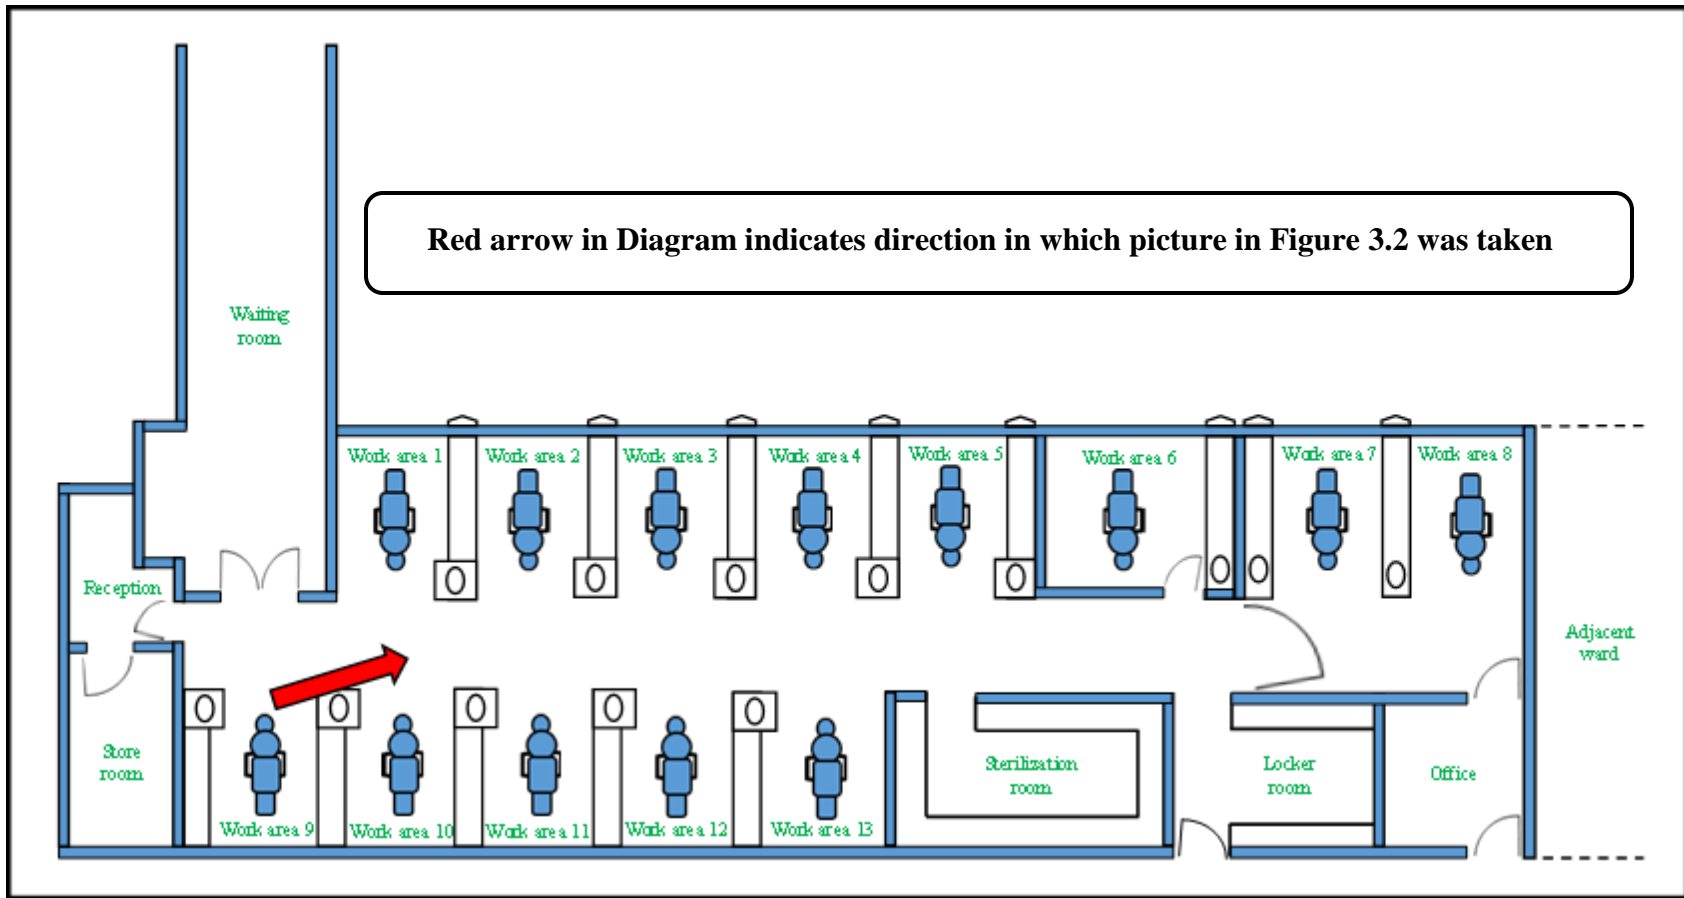 Red arrow in Diagram indicates direction in which picture in Figure 3.2 was taken
Waiting
room
Work area 1
Work area 2
Work area 3
Work area 4
Work area 5
Work area 6
Work area 7
Work area 8
Reception
Adjacent
ward
Store
room
Sterilization
room
Locker
room
Office
Work area 9
Work area 10
Work area 11
Work area 12
Work area 13